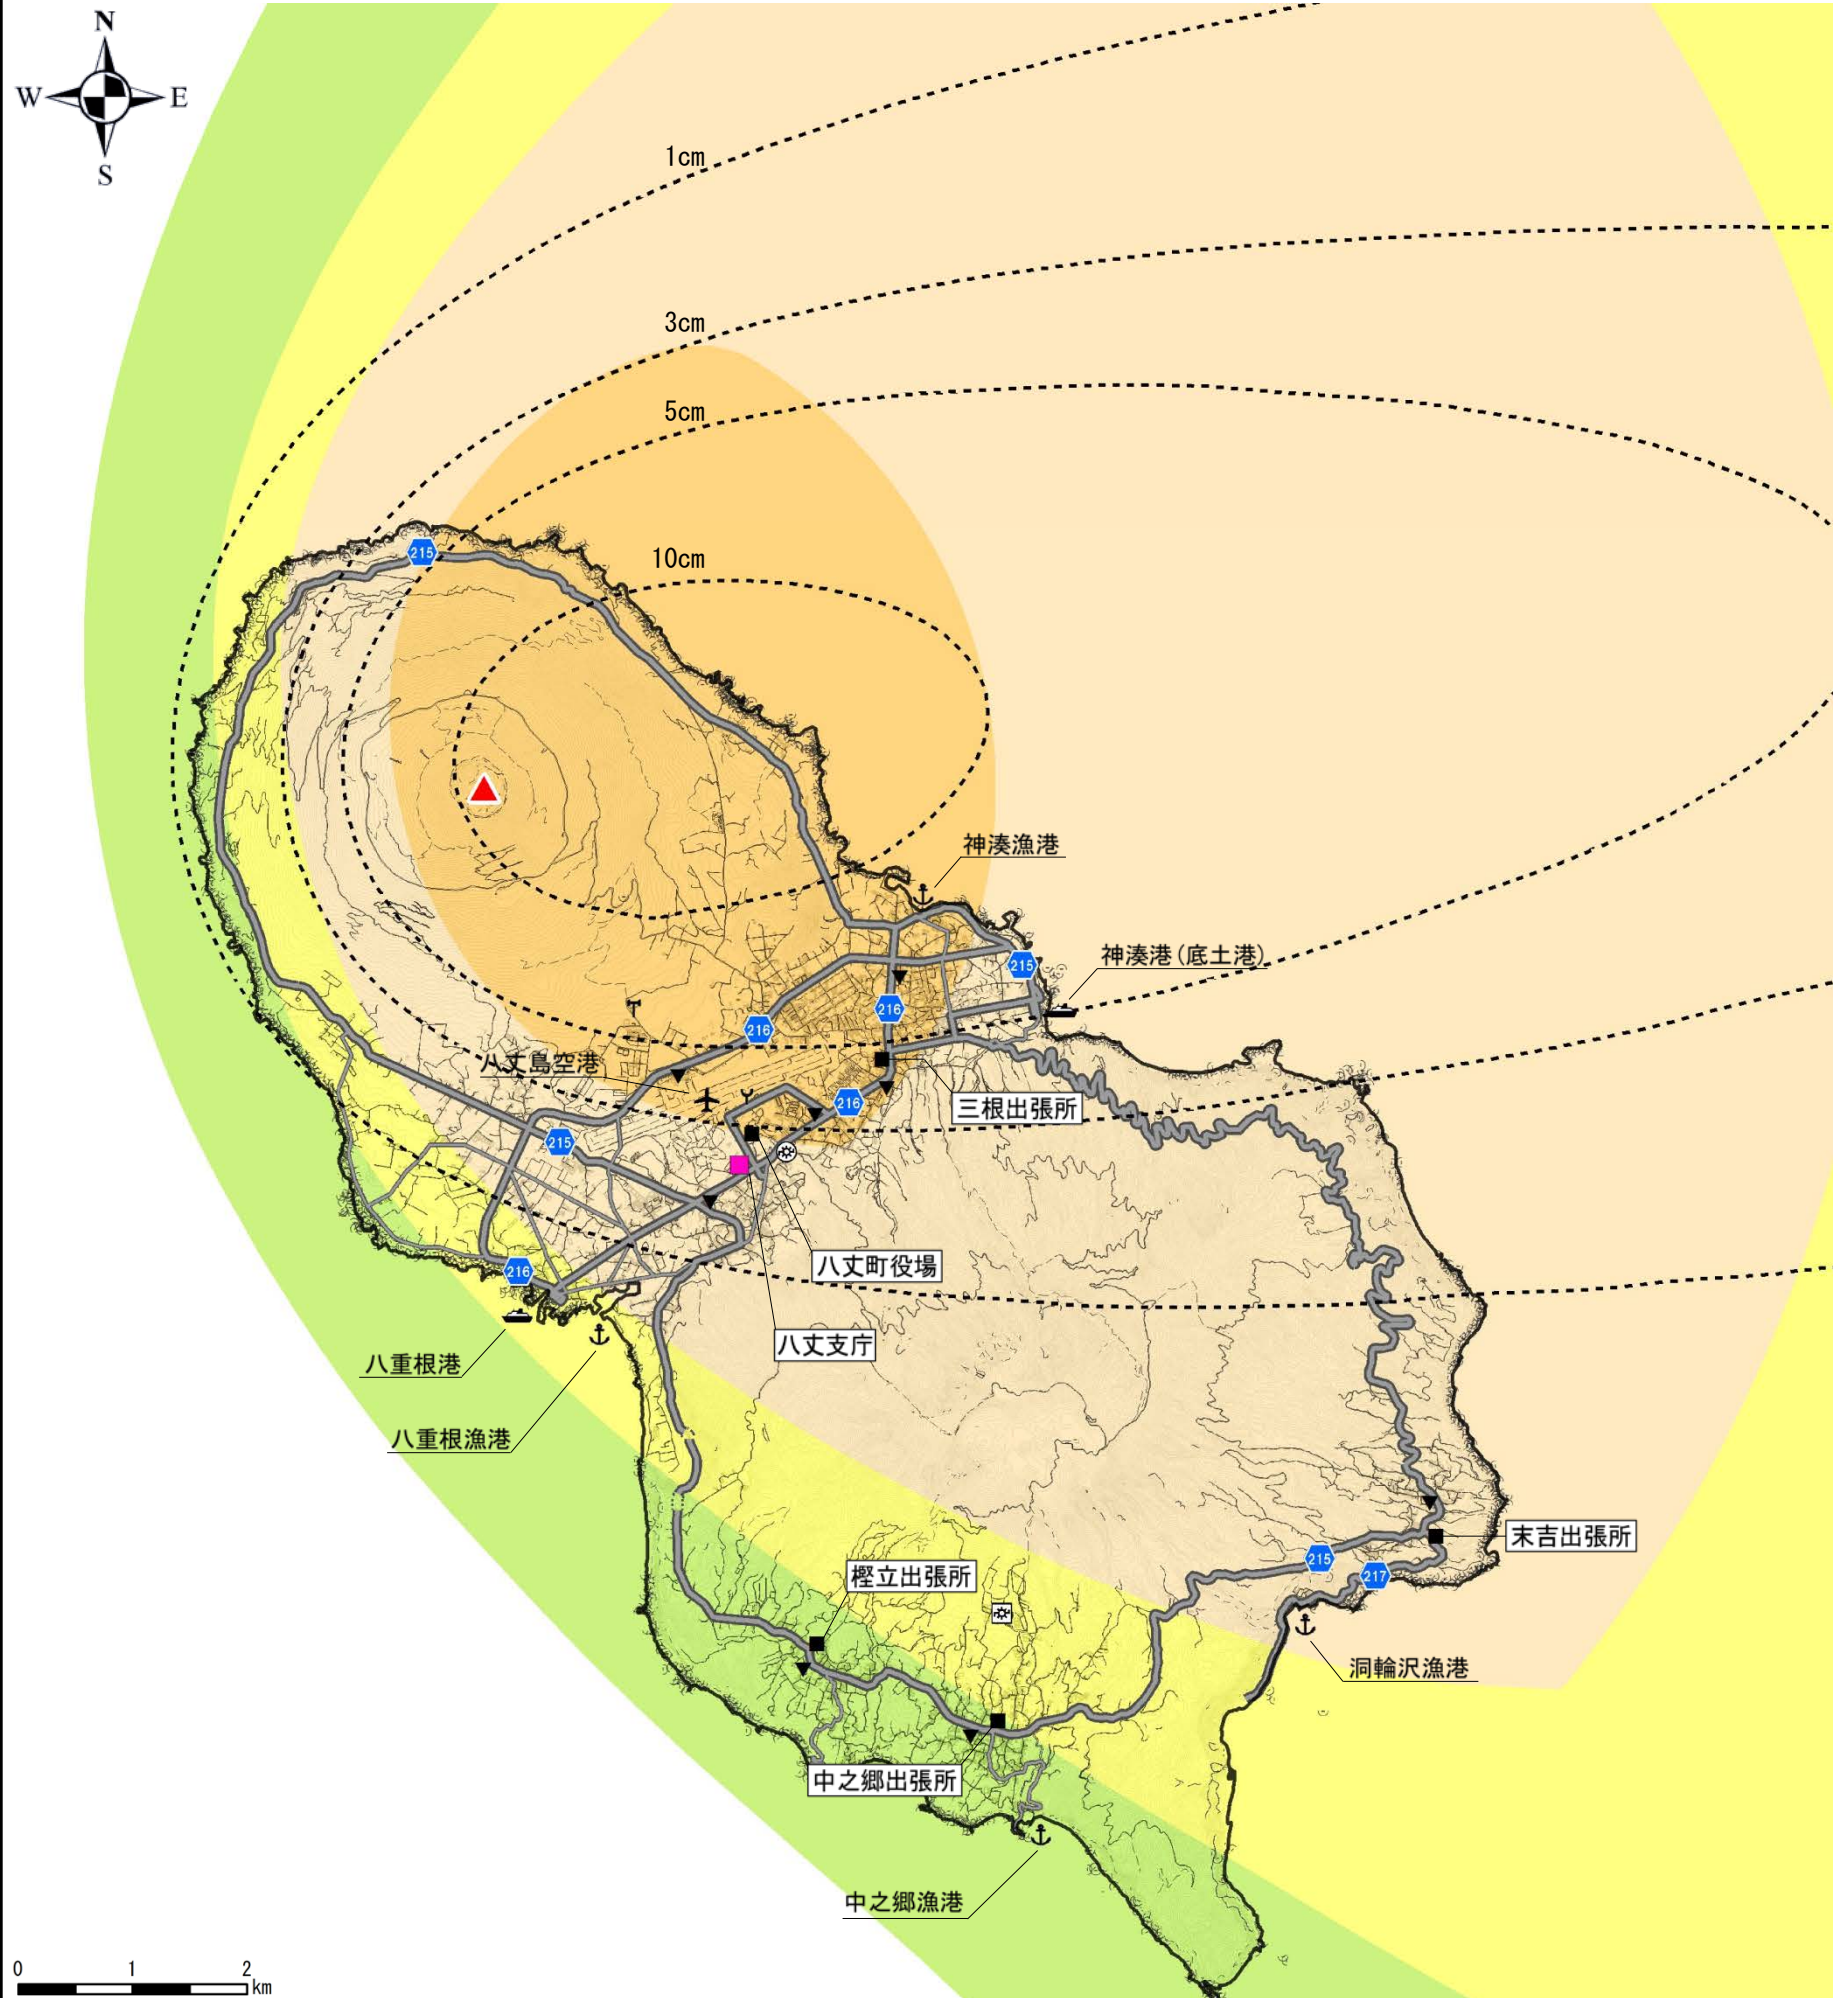 N
W E
S
1cm
3cm
5cm
10cm
215
神湊漁港
神湊港(底土港)
215
216
216
八丈島空港
216
三根出張所
215
八丈町役場
216
八丈支庁
八重根港
八重根漁港
末吉出張所
215
217
樫立出張所
洞輪沢漁港
中之郷出張所
中之郷漁港
0 1 2
km